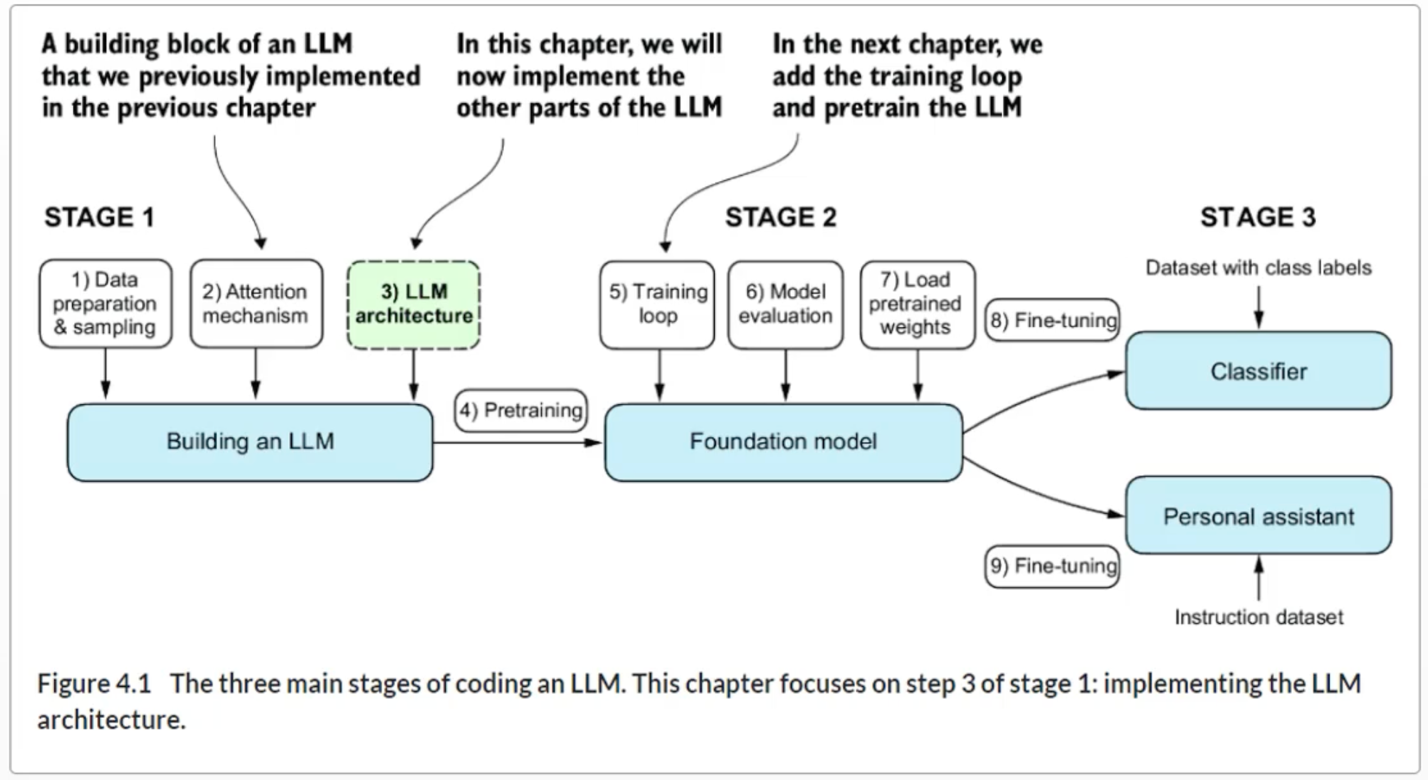 A building block of an LLM
that we previously implemented
in the previous chapter
In this chapter, we will
now implement the
other parts of the LLM
In the next chapter, we
add the training loop
and pretrain the LLM
STAGE 1
STAGE 2
STAGE 3
1) Data
preparation
& sampling
2) Attention
mechanism
3) LLM
architecture
5) Training
loop
6) Model
evaluation
7) Load
pretrained
weights
8) Fine-tuning
Dataset with class labels
Classifier
Building an LLM
4) Pretraining
Foundation model
Personal assistant
9) Fine-tuning
Instruction dataset
Figure 4.1 The three main stages of coding an LLM. This chapter focuses on step 3 of stage 1: implementing the LLM
architecture.